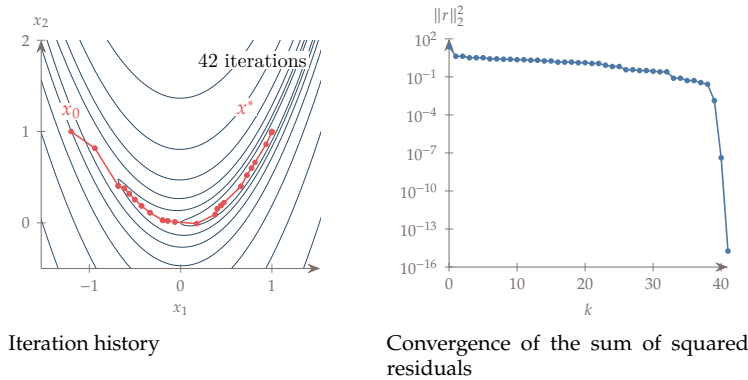 x₂
2
1
0
−1
0
1
x₁
42 iterations
x₀
x*
Iteration history
‖r‖₂²
10²
10⁻¹
10⁻⁴
10⁻⁷
10⁻¹⁰
10⁻¹³
10⁻¹⁶
0
10
20
30
40
k
Convergence of the sum of squared
residuals